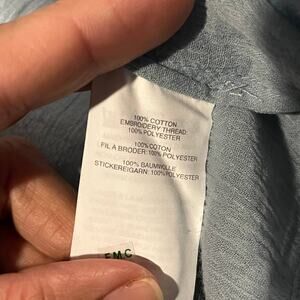 100% COTTON
EMBROIDERY THREAD:
100% POLYESTER
100% COTON
FIL A BRODER: 100% POLYESTER
100% BAUMWOLLE
STICKEREIGARN: 100% POLYESTER